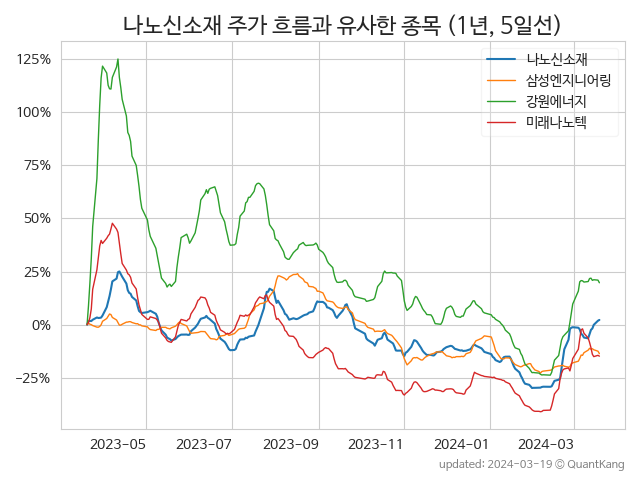 나노신소재 주가 흐름과 유사한 종목 (1년, 5일선)
나노신소재
삼성엔지니어링
강원에너지
미래나노텍
125%
100%
75%
50%
25%
0%
−25%
2023-05 2023-07 2023-09 2023-11 2024-01 2024-03
updated: 2024-03-19 © QuantKang